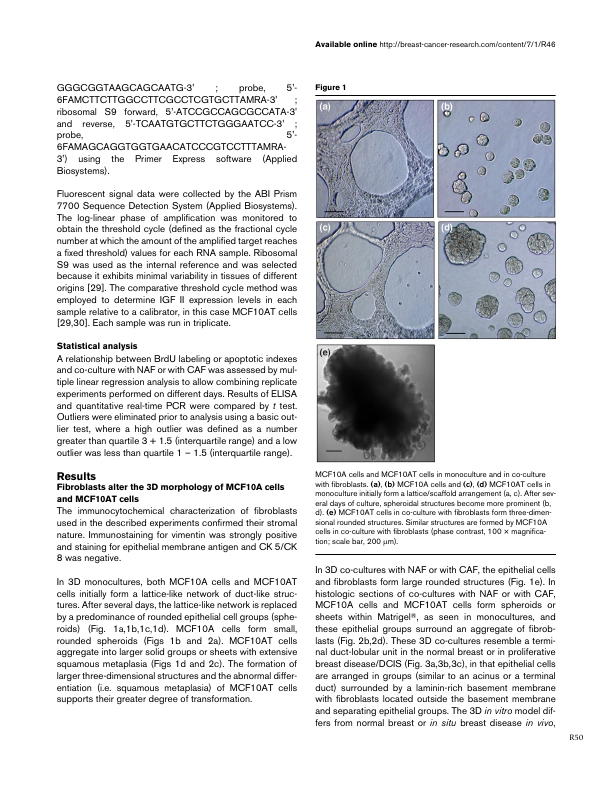 Available online http://breast-cancer-research.com/content/7/1/R46
GGGCGGTAAGCAGCAATG-3' ; probe, 5'-
6FAMCTTCTTGGCCTTCGCCTCGTGCTTAMRA-3' ;
ribosomal S9 forward, 5'-ATCCGCCAGCGCCATA-3'
and reverse, 5'-TCAATGTGCTTCTGGGAATCC-3' ;
probe, 5'-
6FAMAGCAGGTGGTGAACATCCCGTCCTTTAMRA-
3') using the Primer Express software (Applied
Biosystems).
Fluorescent signal data were collected by the ABI Prism
7700 Sequence Detection System (Applied Biosystems).
The log-linear phase of amplification was monitored to
obtain the threshold cycle (defined as the fractional cycle
number at which the amount of the amplified target reaches
a fixed threshold) values for each RNA sample. Ribosomal
S9 was used as the internal reference and was selected
because it exhibits minimal variability in tissues of different
origins [29]. The comparative threshold cycle method was
employed to determine IGF II expression levels in each
sample relative to a calibrator, in this case MCF10AT cells
[29,30]. Each sample was run in triplicate.
Statistical analysis
A relationship between BrdU labeling or apoptotic indexes
and co-culture with NAF or with CAF was assessed by mul-
tiple linear regression analysis to allow combining replicate
experiments performed on different days. Results of ELISA
and quantitative real-time PCR were compared by t test.
Outliers were eliminated prior to analysis using a basic out-
lier test, where a high outlier was defined as a number
greater than quartile 3 + 1.5 (interquartile range) and a low
outlier was less than quartile 1 − 1.5 (interquartile range).
Results
Fibroblasts alter the 3D morphology of MCF10A cells
and MCF10AT cells
The immunocytochemical characterization of fibroblasts
used in the described experiments confirmed their stromal
nature. Immunostaining for vimentin was strongly positive
and staining for epithelial membrane antigen and CK 5/CK
8 was negative.
In 3D monocultures, both MCF10A cells and MCF10AT
cells initially form a lattice-like network of duct-like struc-
tures. After several days, the lattice-like network is replaced
by a predominance of rounded epithelial cell groups (sphe-
roids) (Fig. 1a,1b,1c,1d). MCF10A cells form small,
rounded spheroids (Figs 1b and 2a). MCF10AT cells
aggregate into larger solid groups or sheets with extensive
squamous metaplasia (Figs 1d and 2c). The formation of
larger three-dimensional structures and the abnormal differ-
entiation (i.e. squamous metaplasia) of MCF10AT cells
supports their greater degree of transformation.
Figure 1
(a)
(b)
(c)
(d)
(e)
MCF10A cells and MCF10AT cells in monoculture and in co-culture
with fibroblasts. (a), (b) MCF10A cells and (c), (d) MCF10AT cells in
monoculture initially form a lattice/scaffold arrangement (a, c). After sev-
eral days of culture, spheroidal structures become more prominent (b,
d). (e) MCF10AT cells in co-culture with fibroblasts form three-dimen-
sional rounded structures. Similar structures are formed by MCF10A
cells in co-culture with fibroblasts (phase contrast, 100 × magnifica-
tion; scale bar, 200 μm).
In 3D co-cultures with NAF or with CAF, the epithelial cells
and fibroblasts form large rounded structures (Fig. 1e). In
histologic sections of co-cultures with NAF or with CAF,
MCF10A cells and MCF10AT cells form spheroids or
sheets within Matrigel®, as seen in monocultures, and
these epithelial groups surround an aggregate of fibrob-
lasts (Fig. 2b,2d). These 3D co-cultures resemble a termi-
nal duct-lobular unit in the normal breast or in proliferative
breast disease/DCIS (Fig. 3a,3b,3c), in that epithelial cells
are arranged in groups (similar to an acinus or a terminal
duct) surrounded by a laminin-rich basement membrane
with fibroblasts located outside the basement membrane
and separating epithelial groups. The 3D in vitro model dif-
fers from normal breast or in situ breast disease in vivo,
R50